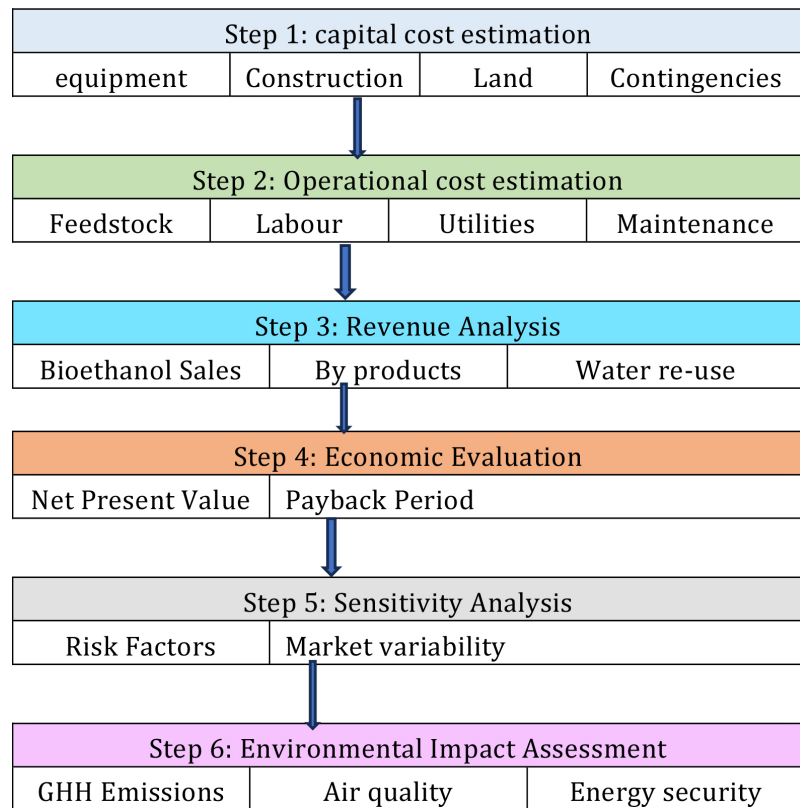 Step 1: capital cost estimation
equipment Construction Land Contingencies
Step 2: Operational cost estimation
Feedstock Labour Utilities Maintenance
Step 3: Revenue Analysis
Bioethanol Sales By products Water re-use
Step 4: Economic Evaluation
Net Present Value Payback Period
Step 5: Sensitivity Analysis
Risk Factors Market variability
Step 6: Environmental Impact Assessment
GHH Emissions Air quality Energy security